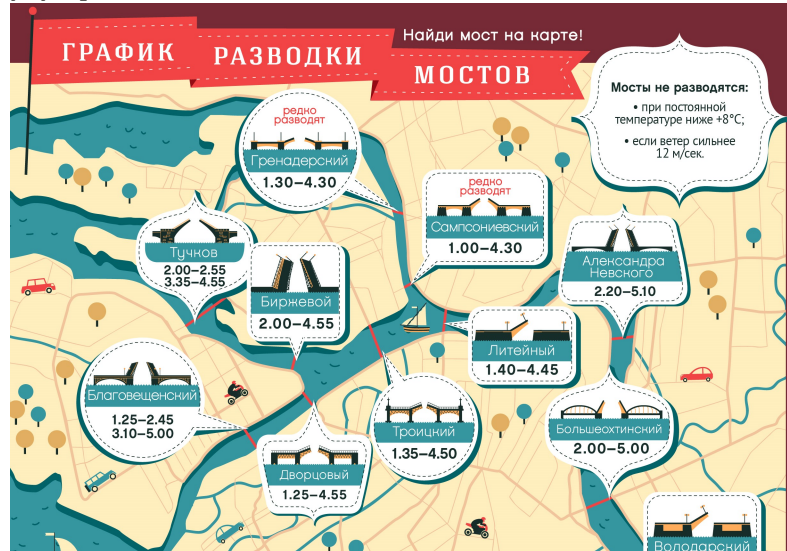 ГРАФИК
РАЗВОДКИ
МОСТОВ
Найди мост на карте!
Мосты не разводятся:
• при постоянной
температуре ниже +8°C;
• если ветер сильнее
12 м/сек.
редко
разводят
Гренадерский
1.30–4.30
редко
разводят
Сампсониевский
1.00–4.30
Тучков
2.00–2.55
3.35–4.55
Биржевой
2.00–4.55
Александра
Невского
2.20–5.10
Литейный
1.40–4.45
Благовещенский
1.25–2.45
3.10–5.00
Троицкий
1.35–4.50
Большеохтинский
2.00–5.00
Дворцовый
1.25–4.55
Володарский